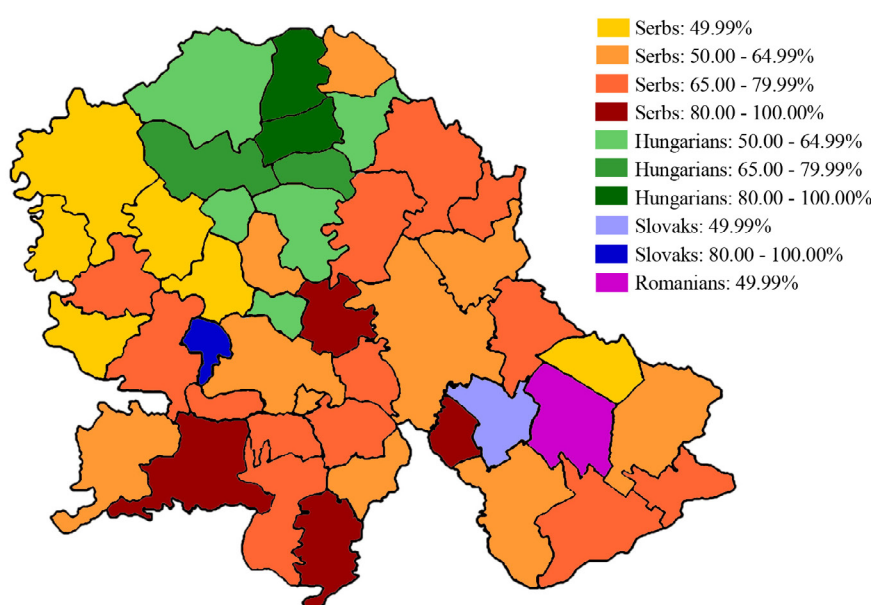 Serbs: 49.99%
Serbs: 50.00 - 64.99%
Serbs: 65.00 - 79.99%
Serbs: 80.00 - 100.00%
Hungarians: 50.00 - 64.99%
Hungarians: 65.00 - 79.99%
Hungarians: 80.00 - 100.00%
Slovaks: 49.99%
Slovaks: 80.00 - 100.00%
Romanians: 49.99%